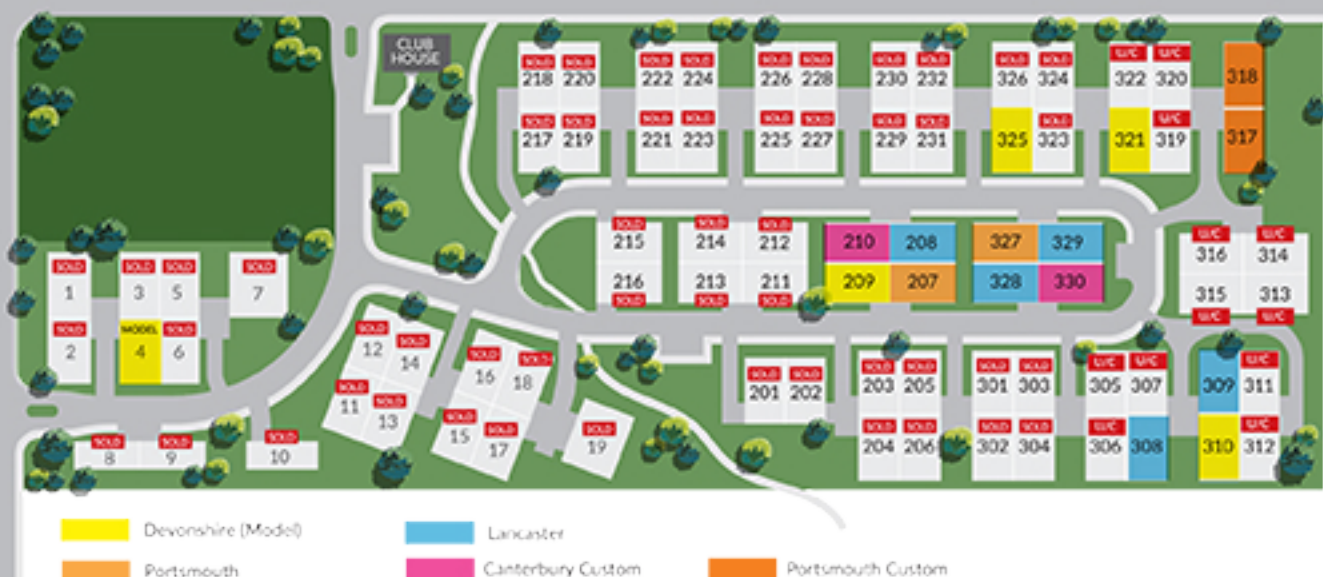 CLUB
HOUSE
SOLD SOLD SOLD SOLD SOLD SOLD SOLD SOLD SOLD SOLD U/C U/C
218 220 222 224 226 228 230 232 326 324 322 320 318
SOLD SOLD SOLD SOLD SOLD SOLD SOLD SOLD SOLD U/C
217 219 221 223 225 227 229 231 325 323 321 319 317
SOLD SOLD SOLD U/C U/C
215 214 212 210 208 327 329 316 314
216 213 211 209 207 328 330 315 313
SOLD SOLD SOLD U/C U/C
SOLD SOLD SOLD SOLD
1 3 5 7
SOLD MODEL SOLD
2 4 6
SOLD SOLD SOLD
8 9 10
SOLD SOLD
12 14
SOLD SOLD
11 13
SOLD SOLD
16 18
SOLD SOLD
15 17
SOLD
19
SOLD SOLD SOLD SOLD SOLD SOLD U/C U/C U/C
201 202 203 205 301 303 305 307 309 311
SOLD SOLD SOLD SOLD U/C U/C
204 206 302 304 306 308 310 312
Devonshire (Model) Lancaster
Portsmouth Canterbury Custom Portsmouth Custom